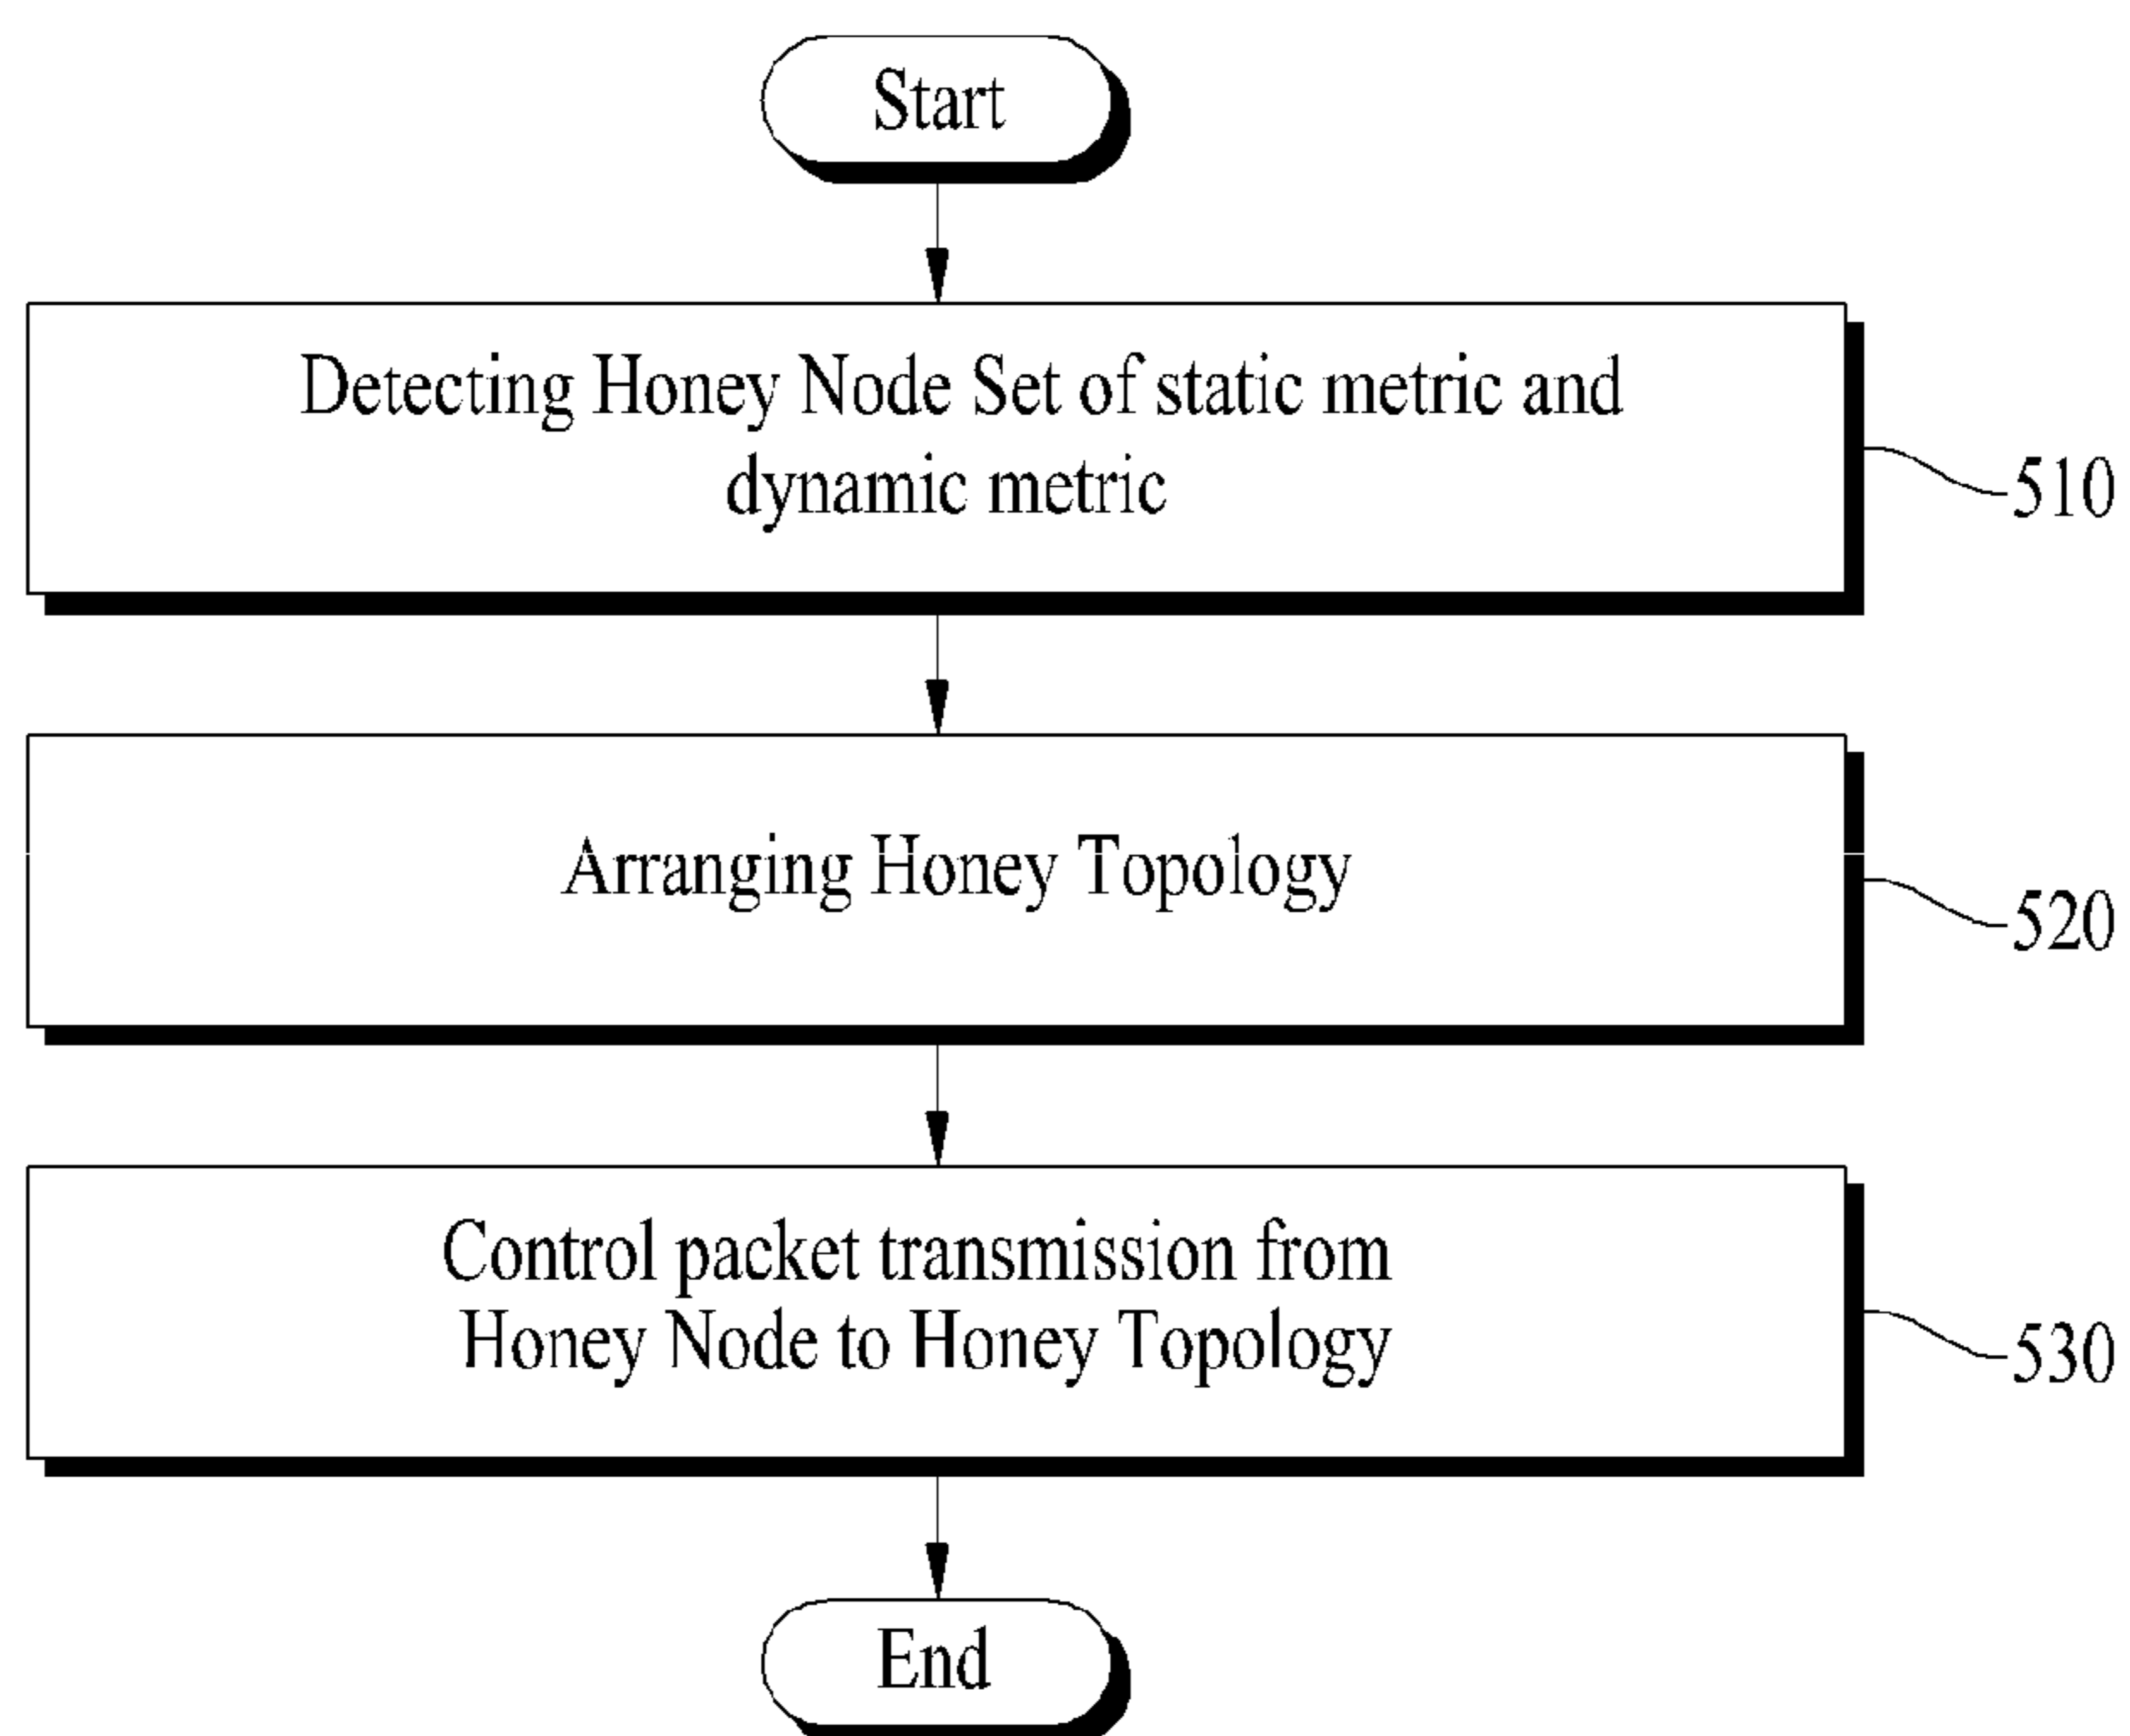 Start
Detecting Honey Node Set of static metric and
dynamic metric
510
Arranging Honey Topology
520
Control packet transmission from
Honey Node to Honey Topology
530
End